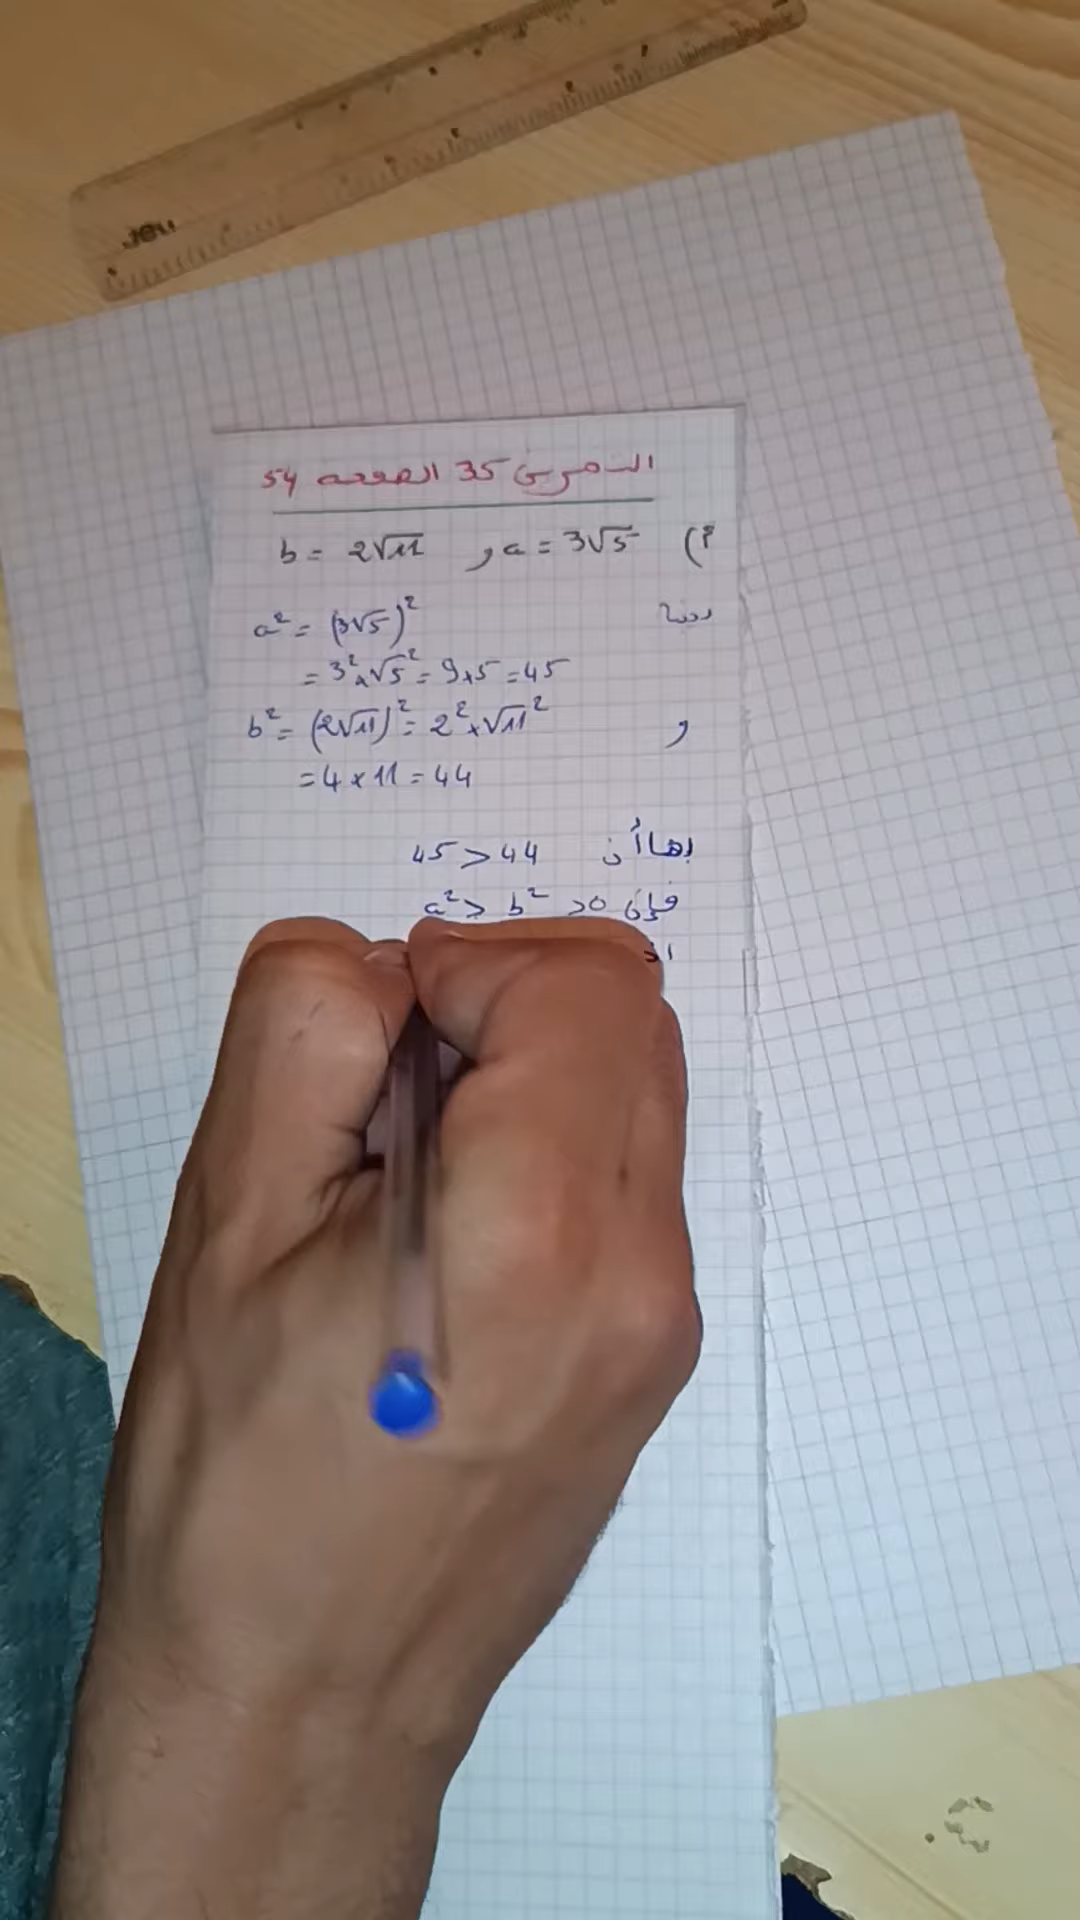 التمرين 35 الصفحة 54
أ) a = 3√5 و b = 2√11
لدينا a² = (3√5)²
= 3² × √5² = 9×5 = 45
و b² = (2√11)² = 2² × √11²
= 4 × 11 = 44
بما أن 45 > 44
فإن a² > b² > 0